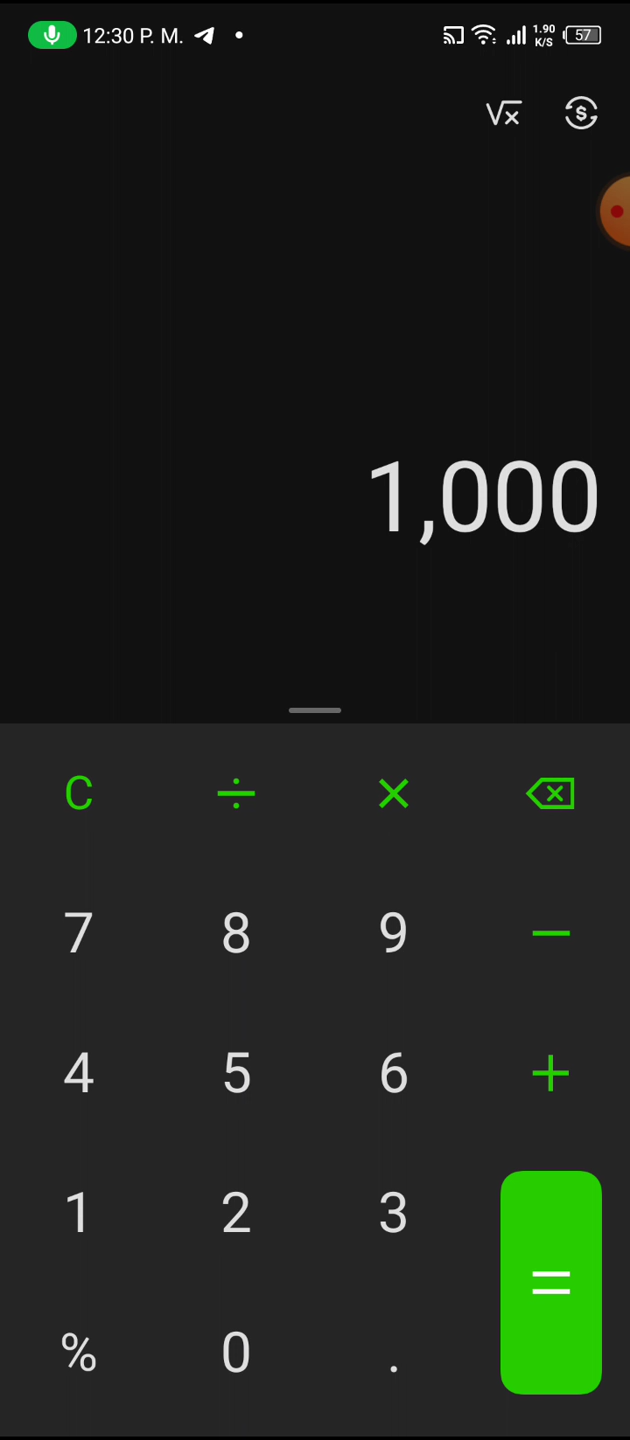 12:30 P. M. 1.90 K/S 57
√x $
1,000
C ÷ ×
7 8 9 −
4 5 6 +
1 2 3 =
% 0 .